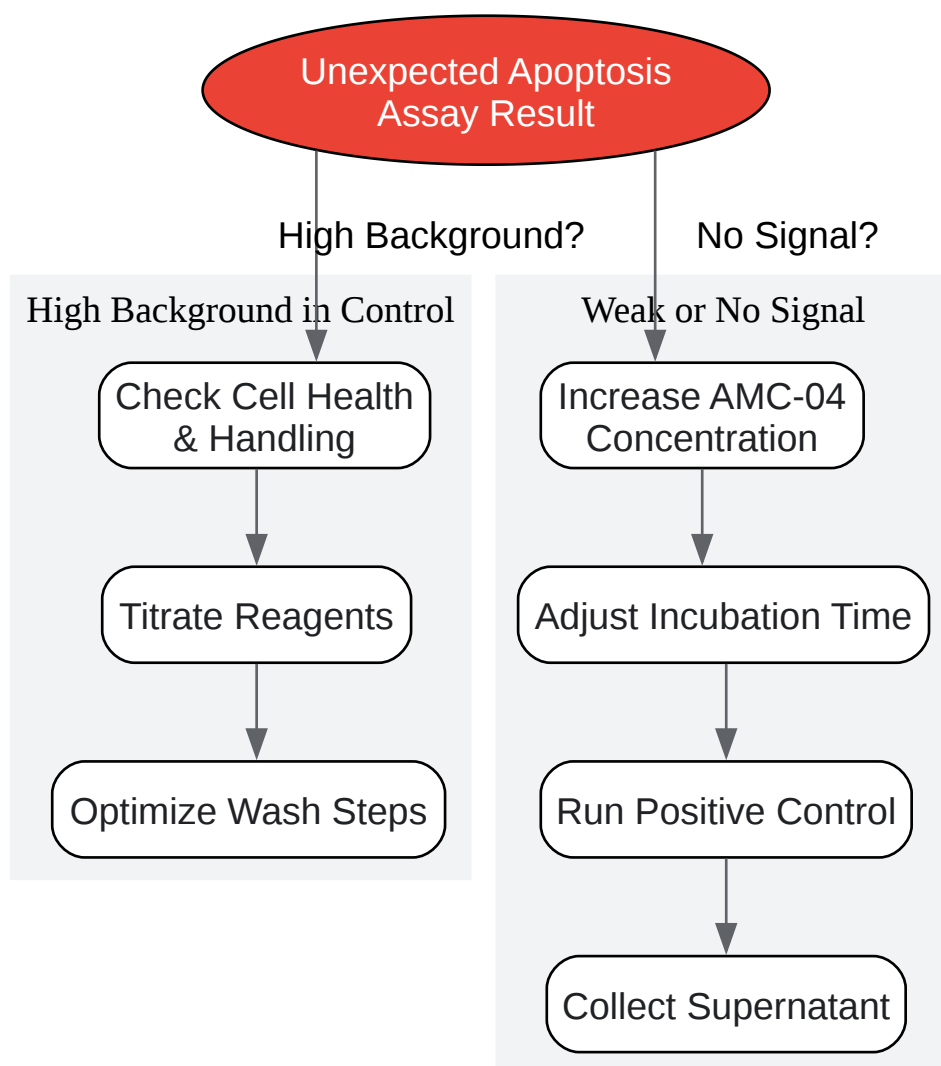 Unexpected Apoptosis
Assay Result
High Background?
No Signal?
High Background in Control
Check Cell Health
& Handling
Titrate Reagents
Optimize Wash Steps
Weak or No Signal
Increase AMC-04
Concentration
Adjust Incubation Time
Run Positive Control
Collect Supernatant